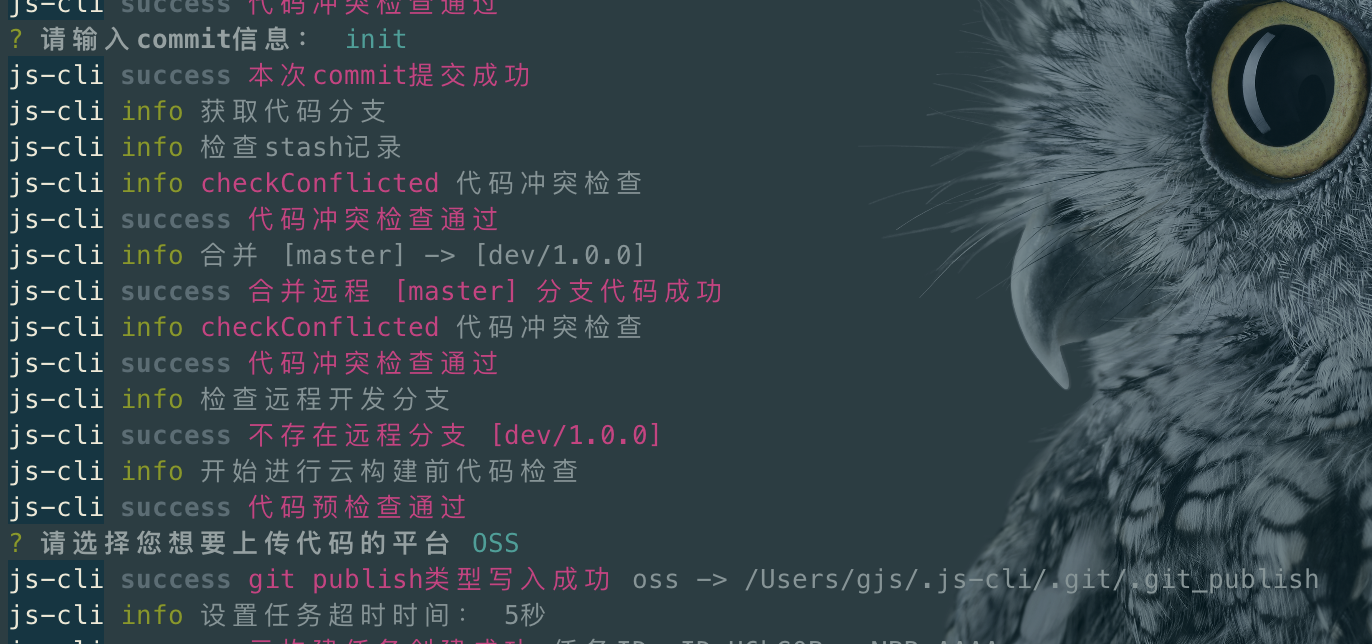 js-cli success 代码冲突检查通过
? 请输入commit信息: init
js-cli success 本次commit提交成功
js-cli info 获取代码分支
js-cli info 检查stash记录
js-cli info checkConflicted 代码冲突检查
js-cli success 代码冲突检查通过
js-cli info 合并 [master] -> [dev/1.0.0]
js-cli success 合并远程 [master] 分支代码成功
js-cli info checkConflicted 代码冲突检查
js-cli success 代码冲突检查通过
js-cli info 检查远程开发分支
js-cli success 不存在远程分支 [dev/1.0.0]
js-cli info 开始进行云构建前代码检查
js-cli success 代码预检查通过
? 请选择您想要上传代码的平台 OSS
js-cli success git publish类型写入成功 oss -> /Users/gjs/.js-cli/.git/.git_publish
js-cli info 设置任务超时时间: 5秒